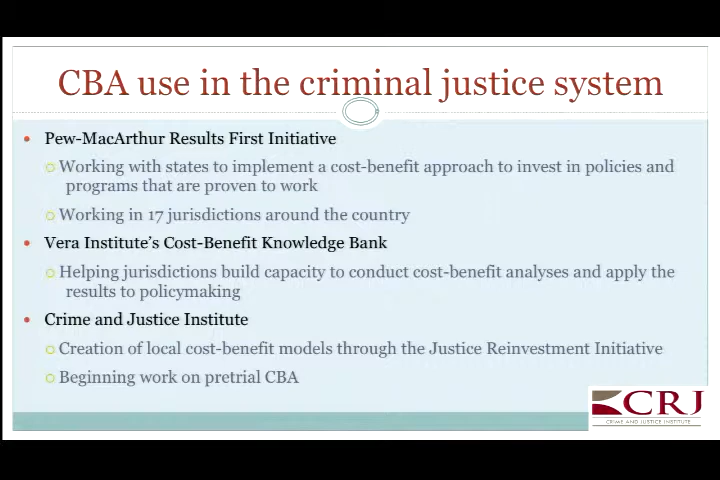 CBA use in the criminal justice system
Pew-MacArthur Results First Initiative
Working with states to implement a cost-benefit approach to invest in policies and
programs that are proven to work
Working in 17 jurisdictions around the country
Vera Institute's Cost-Benefit Knowledge Bank
Helping jurisdictions build capacity to conduct cost-benefit analyses and apply the
results to policymaking
Crime and Justice Institute
Creation of local cost-benefit models through the Justice Reinvestment Initiative
Beginning work on pretrial CBA
CRJ
CRIME AND JUSTICE INSTITUTE